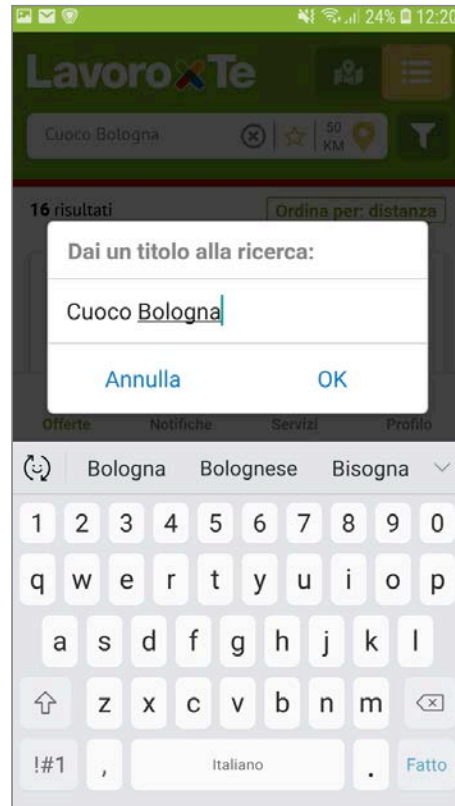 24% 12:20
Lavoro Te
Cuoco Bologna 50 KM
16 risultati Ordina per: distanza
Dai un titolo alla ricerca:
Cuoco Bologna
Annulla OK
Offerte Notifiche Servizi Profilo
Bologna Bolognese Bisogna
1 2 3 4 5 6 7 8 9 0
q w e r t y u i o p
a s d f g h j k l
z x c v b n m
!#1 , Italiano . Fatto